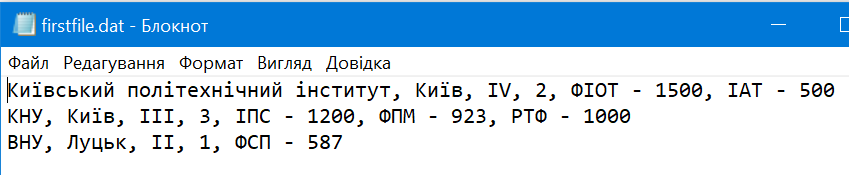 firstfile.dat - Блокнот
Файл Редагування Формат Вигляд Довідка
Київський політехнічний інститут, Київ, IV, 2, ФІОТ - 1500, ІАТ - 500
КНУ, Київ, III, 3, ІПС - 1200, ФПМ - 923, РТФ - 1000
ВНУ, Луцьк, II, 1, ФСП - 587